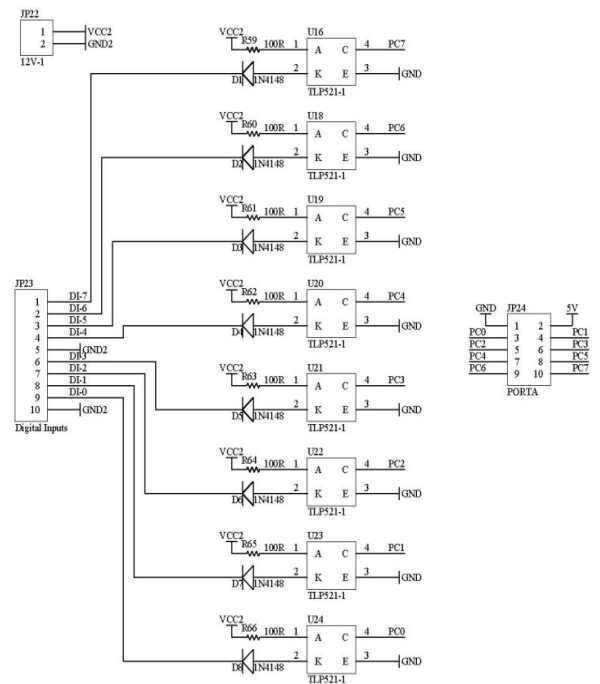 JP22
1 VCC2
2 GND2
12V-1
VCC2 R59 100R 1 A C 4 PC7
U16
D1 1N4148 2 K E 3 GND
TLP521-1
VCC2 R60 100R 1 A C 4 PC6
U18
D2 1N4148 2 K E 3 GND
TLP521-1
VCC2 R61 100R 1 A C 4 PC5
U19
D3 1N4148 2 K E 3 GND
TLP521-1
VCC2 R62 100R 1 A C 4 PC4
U20
D4 1N4148 2 K E 3 GND
TLP521-1
VCC2 R63 100R 1 A C 4 PC3
U21
D5 1N4148 2 K E 3 GND
TLP521-1
VCC2 R64 100R 1 A C 4 PC2
U22
D6 1N4148 2 K E 3 GND
TLP521-1
VCC2 R65 100R 1 A C 4 PC1
U23
D7 1N4148 2 K E 3 GND
TLP521-1
VCC2 R66 100R 1 A C 4 PC0
U24
D8 1N4148 2 K E 3 GND
TLP521-1
JP23
1 DI-7
2 DI-6
3 DI-5
4 DI-4
5 GND2
6 DI-3
7 DI-2
8 DI-1
9 DI-0
10 GND2
Digital Inputs
GND JP24 5V
1 2
PC0 3 4 PC1
PC2 5 6 PC3
PC4 7 8 PC5
PC6 9 10 PC7
PORTA